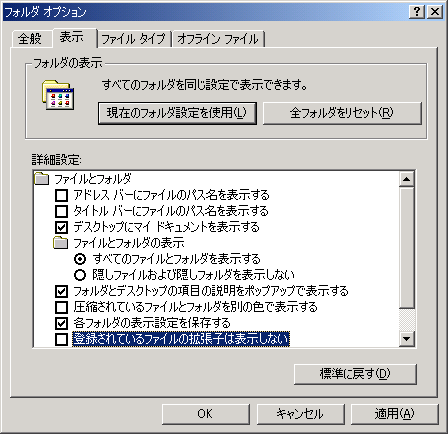 フォルダ オプション
全般 表示 ファイル タイプ オフライン ファイル
フォルダの表示
すべてのフォルダを同じ設定で表示できます。
現在のフォルダ設定を使用(L) 全フォルダをリセット(R)
詳細設定:
ファイルとフォルダ
アドレス バーにファイルのパス名を表示する
タイトル バーにファイルのパス名を表示する
デスクトップにマイ ドキュメントを表示する
ファイルとフォルダの表示
すべてのファイルとフォルダを表示する
隠しファイルおよび隠しフォルダを表示しない
フォルダとデスクトップの項目の説明をポップアップで表示する
圧縮されているファイルとフォルダを別の色で表示する
各フォルダの表示設定を保存する
登録されているファイルの拡張子は表示しない
標準に戻す(D)
OK キャンセル 適用(A)